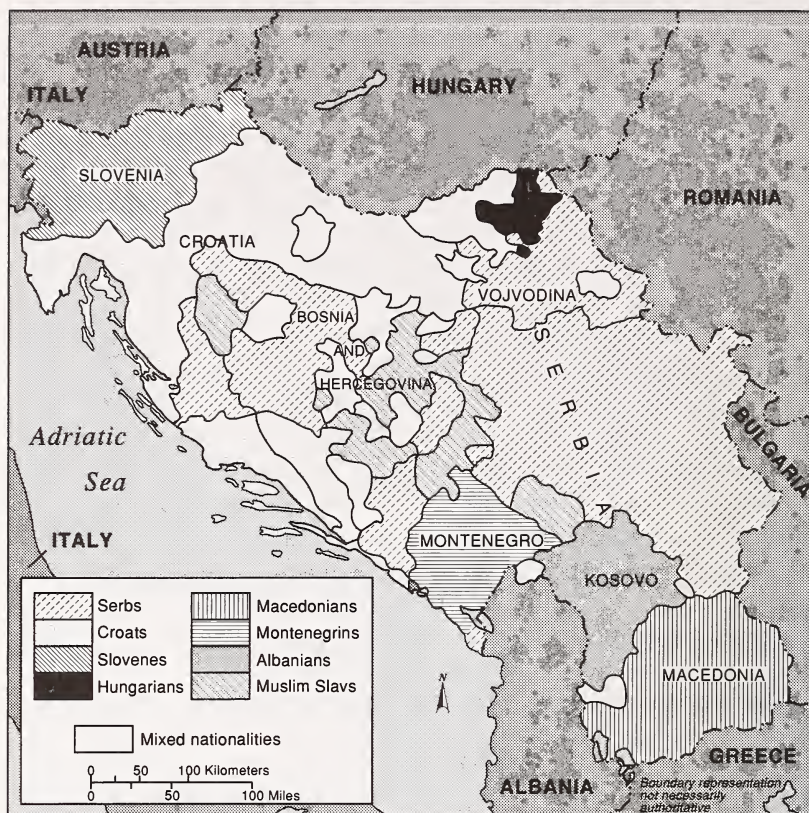 AUSTRIA
ITALY
HUNGARY
SLOVENIA
ROMANIA
CROATIA
VOJVODINA
BOSNIA
AND
HERCEGOVINA
SERBIA
BULGARIA
Adriatic
Sea
ITALY
MONTENEGRO
KOSOVO
MACEDONIA
GREECE
ALBANIA
Boundary representation
not necessarily
authoritative
N
Serbs
Croats
Slovenes
Hungarians
Macedonians
Montenegrins
Albanians
Muslim Slavs
Mixed nationalities
0 50 100 Kilometers
0 50 100 Miles